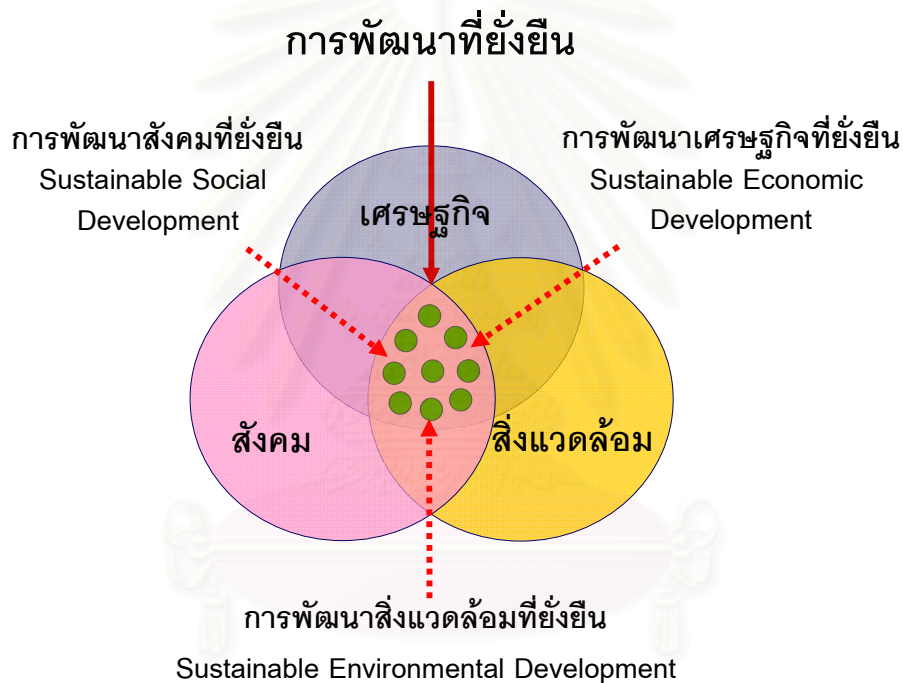 การพัฒนาที่ยั่งยืน
การพัฒนาสังคมที่ยั่งยืน
Sustainable Social
Development
การพัฒนาเศรษฐกิจที่ยั่งยืน
Sustainable Economic
Development
เศรษฐกิจ
สังคม
สิ่งแวดล้อม
การพัฒนาสิ่งแวดล้อมที่ยั่งยืน
Sustainable Environmental Development